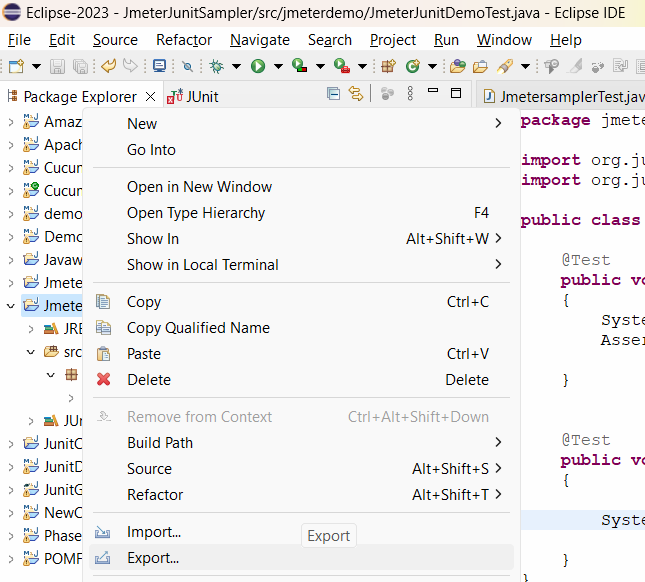 Eclipse-2023 - JmeterJunitSampler/src/jmeterdemo/JmeterJunitDemoTest.java - Eclipse IDE
File Edit Source Refactor Navigate Search Project Run Window Help
Package Explorer JUnit JmetersamplerTest.jav
Amaz
Apach
Cucun
Cucun
demo
Demo
Javaw
Jmete
Jmete
JRE
src
JUn
JunitC
JunitD
JunitG
NewC
Phase
POMF
New
Go Into
Open in New Window
Open Type Hierarchy F4
Show In Alt+Shift+W
Show in Local Terminal
Copy Ctrl+C
Copy Qualified Name
Paste Ctrl+V
Delete Delete
Remove from Context Ctrl+Alt+Shift+Down
Build Path
Source Alt+Shift+S
Refactor Alt+Shift+T
Import...
Export...
Export
package jmete
import org.ju
import org.ju
public class
@Test
public vo
{
Syste
Asser
}
@Test
public vo
{
Syste
}
}